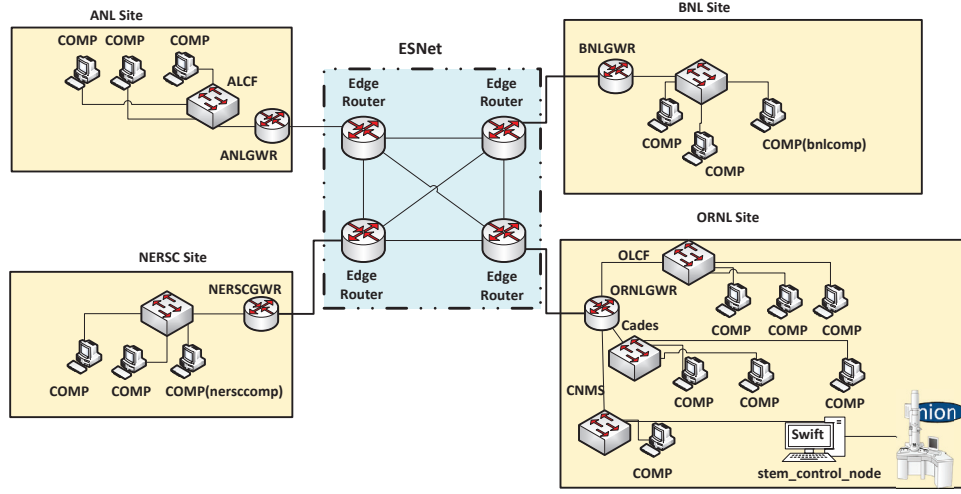 ANL Site
COMP
COMP
COMP
ALCF
ANLGWR
ESNet
Edge
Router
Edge
Router
Edge
Router
Edge
Router
BNL Site
BNLGWR
COMP
COMP
COMP(bnlcomp)
NERSC Site
NERSCGWR
COMP
COMP
COMP(nersccomp)
ORNL Site
OLCF
ORNLGWR
COMP
COMP
COMP
Cades
COMP
COMP
COMP
CNMS
COMP
Swift
stem_control_node
nion